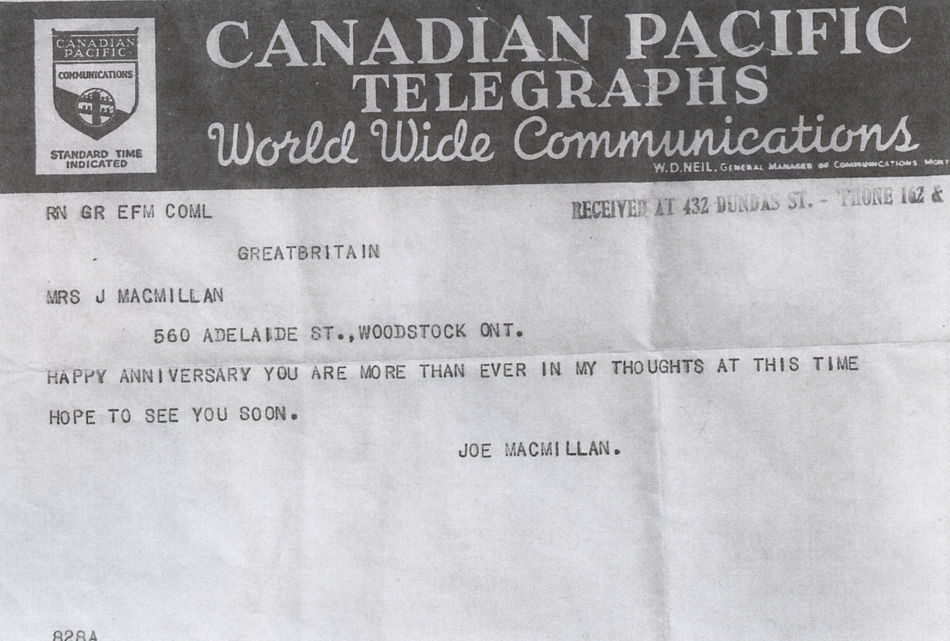 CANADIAN PACIFIC
TELEGRAPHS
World Wide Communications
CANADIAN
PACIFIC
COMMUNICATIONS
STANDARD TIME
INDICATED
W.D.NEIL, GENERAL MANAGER OF COMMUNICATIONS
RN GR EFM COML
RECEIVED AT 432 DUNDAS ST. - PHONE 162 &
GREATBRITAIN
MRS J MACMILLAN
560 ADELAIDE ST.,WOODSTOCK ONT.
HAPPY ANNIVERSARY YOU ARE MORE THAN EVER IN MY THOUGHTS AT THIS TIME
HOPE TO SEE YOU SOON.
JOE MACMILLAN.
828A